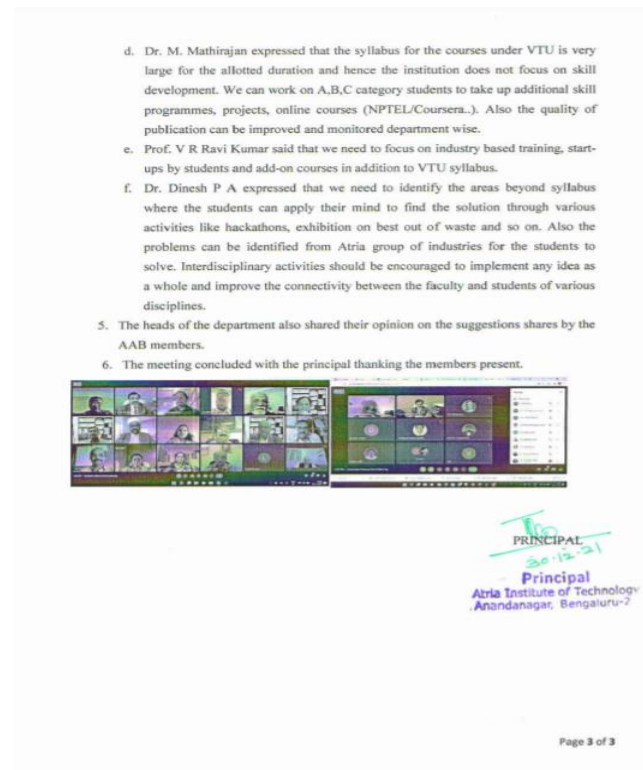 d. Dr. M. Mathirajan expressed that the syllabus for the courses under VTU is very
large for the allotted duration and hence the institution does not focus on skill
development. We can work on A,B,C category students to take up additional skill
programmes, projects, online courses (NPTEL/Coursera..). Also the quality of
publication can be improved and monitored department wise.
e. Prof. V R Ravi Kumar said that we need to focus on industry based training, start-
ups by students and add-on courses in addition to VTU syllabus.
f. Dr. Dinesh P A expressed that we need to identify the areas beyond syllabus
where the students can apply their mind to find the solution through various
activities like hackathons, exhibition on best out of waste and so on. Also the
problems can be identified from Atria group of industries for the students to
solve. Interdisciplinary activities should be encouraged to implement any idea as
a whole and improve the connectivity between the faculty and students of various
disciplines.
5. The heads of the department also shared their opinion on the suggestions shares by the
AAB members.
6. The meeting concluded with the principal thanking the members present.
PRINCIPAL
30-12-21
Principal
Atria Institute of Technology
Anandanagar, Bengaluru-2
Page 3 of 3